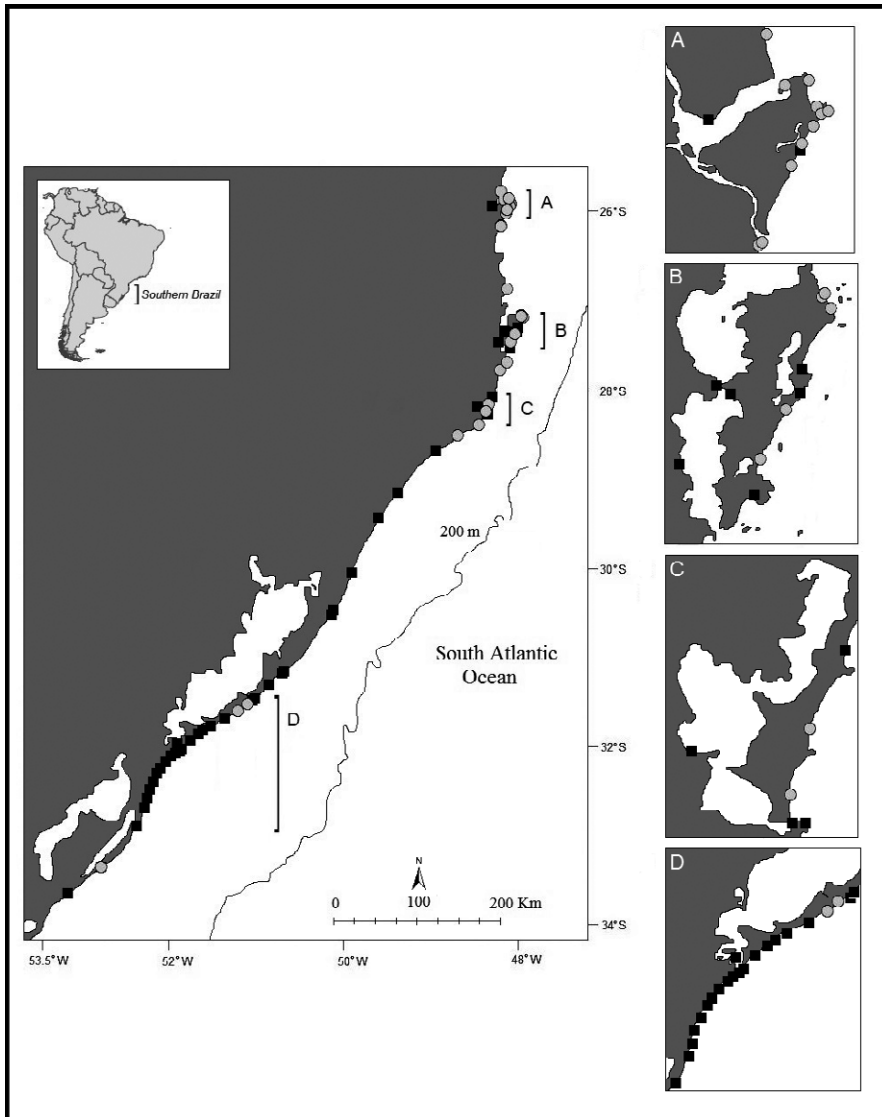 A
B
C
D
Southern Brazil
A
B
C
D
26°S
28°S
30°S
32°S
34°S
200 m
South Atlantic
Ocean
N
0 100 200 Km
53.5°W 52°W 50°W 48°W